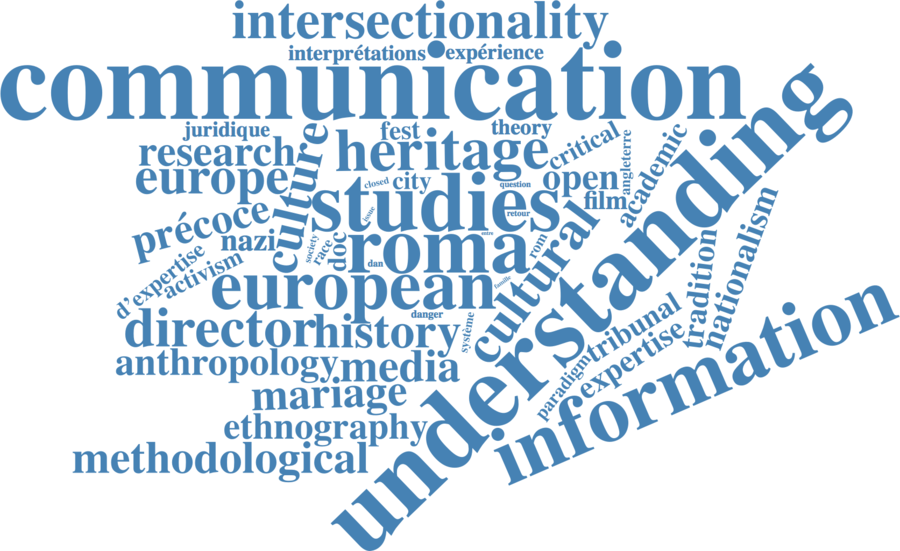 intersectionality
interprétations
expérience
communication
juridique
fest
theory
research
heritage
critical
angleterre
academic
understanding
europe
culture
closed
city
question
open
film
studies
issue
retour
précoce
nazi
society
race
doc
roma
entre
rom
cultural
d'expertise
activism
dan
european
famille
danger
tradition
nationalism
director
history
système
tribunal
anthropology
media
expertise
paradigm
mariage
information
ethnography
methodological